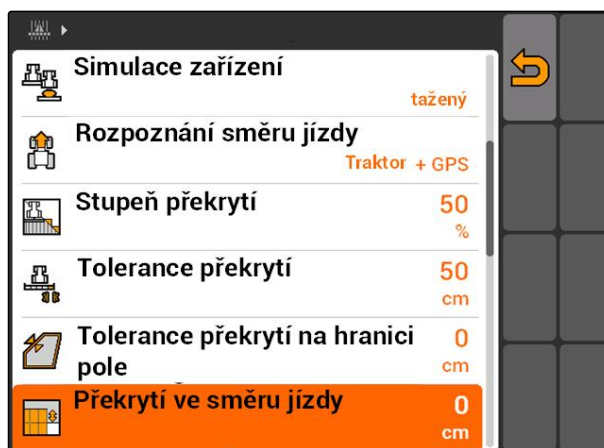 Simulace zařízení
tažený
Rozpoznání směru jízdy
Traktor + GPS
Stupeň překrytí 50
%
Tolerance překrytí 50
cm
Tolerance překrytí na hranici 0
pole cm
Překrytí ve směru jízdy 0
cm